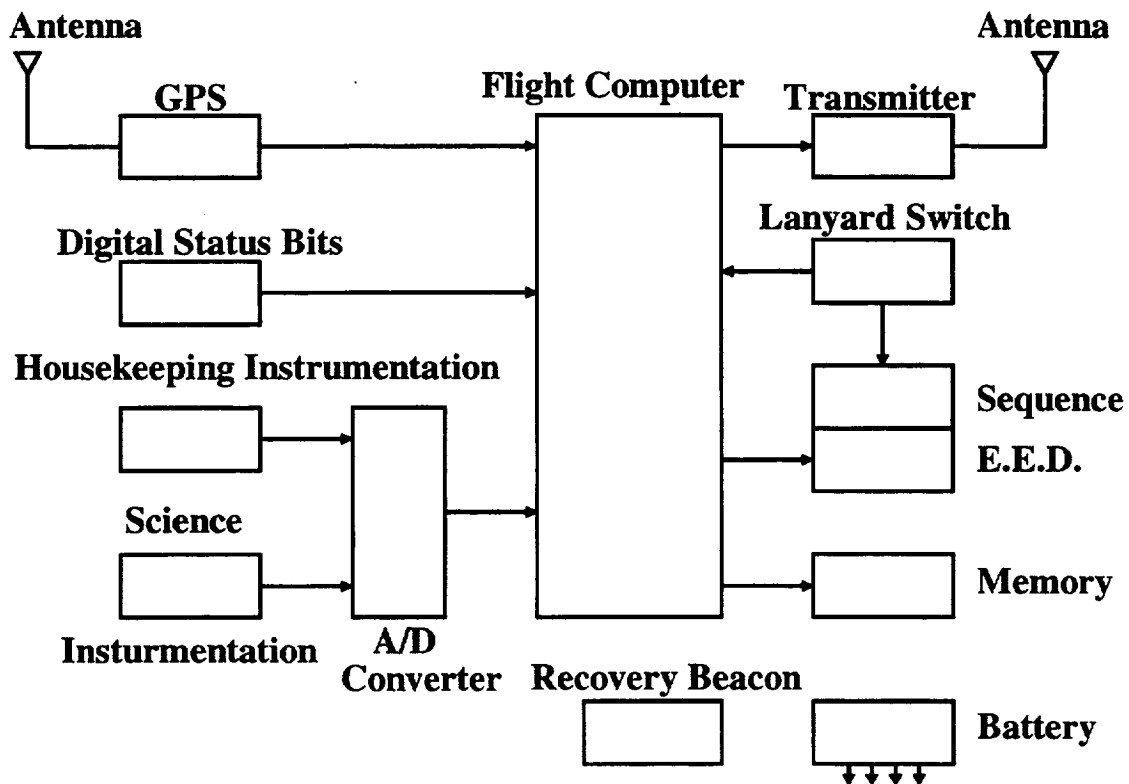 Antenna
Antenna
GPS
Flight Computer
Transmitter
Digital Status Bits
Lanyard Switch
Housekeeping Instrumentation
Sequence
E.E.D.
Science
Insturmentation
A/D
Converter
Memory
Recovery Beacon
Battery